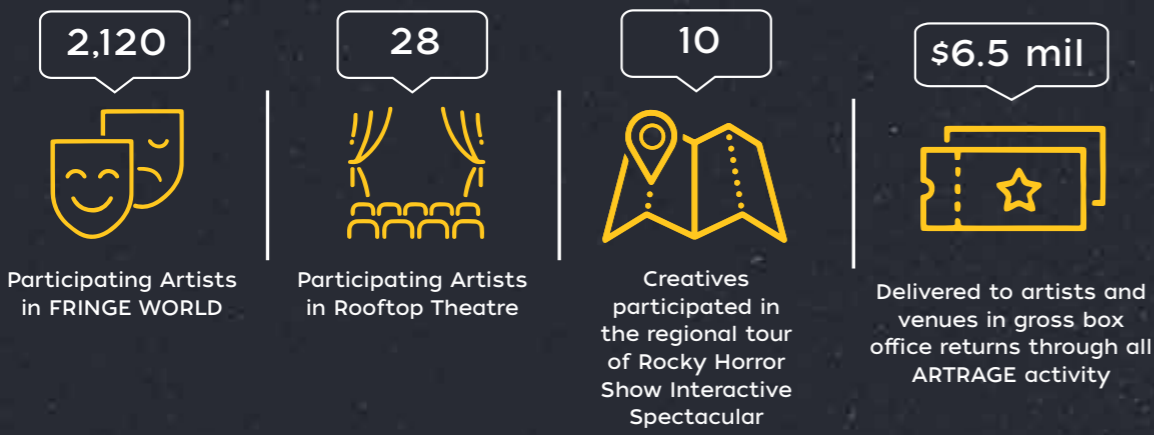 2,120
Participating Artists
in FRINGE WORLD
28
Participating Artists
in Rooftop Theatre
10
Creatives
participated in
the regional tour
of Rocky Horror
Show Interactive
Spectacular
$6.5 mil
Delivered to artists and
venues in gross box
office returns through all
ARTRAGE activity